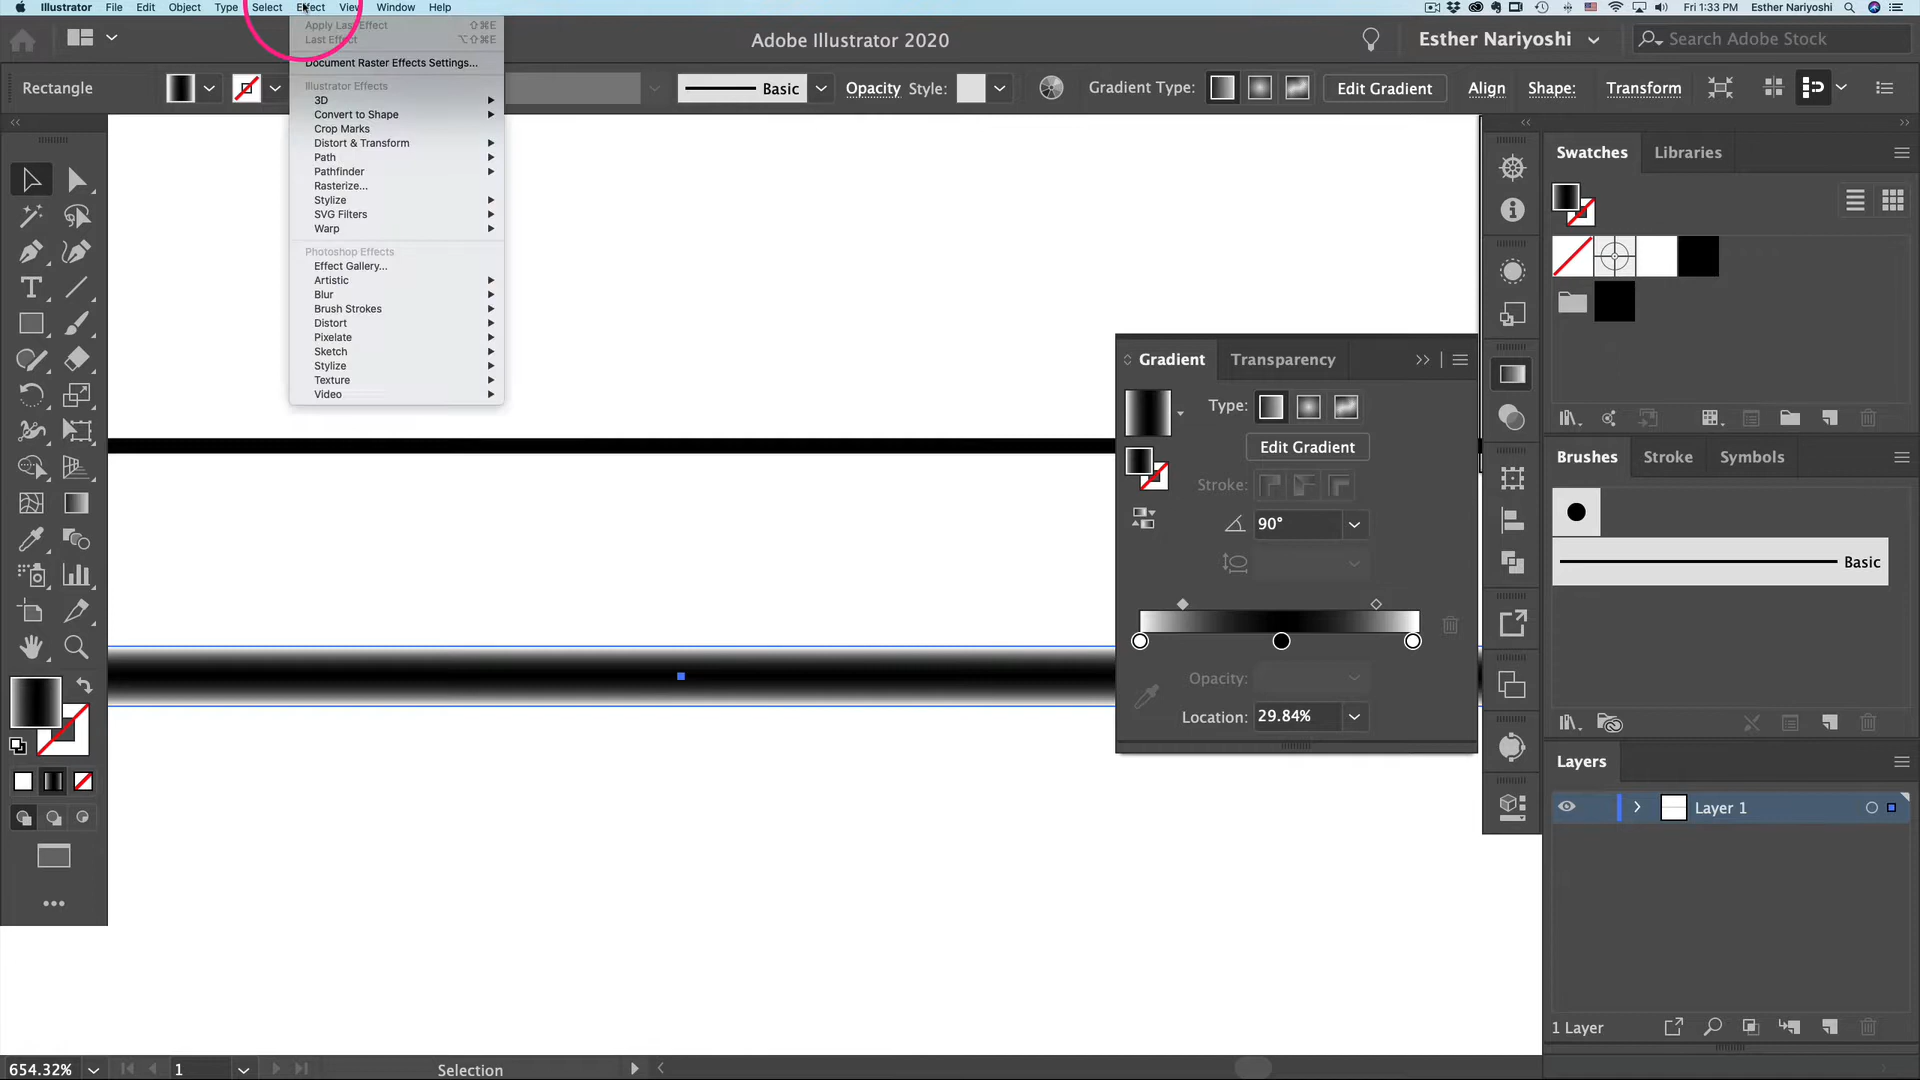 Illustrator File Edit Object Type Select Effect View Window Help
Fri 1:33 PM Esther Nariyoshi
Apply Last Effect ⇧⌘E
Last Effect ⌥⇧⌘E
Document Raster Effects Settings...
Illustrator Effects
3D
Convert to Shape
Crop Marks
Distort & Transform
Path
Pathfinder
Rasterize...
Stylize
SVG Filters
Warp
Photoshop Effects
Effect Gallery...
Artistic
Blur
Brush Strokes
Distort
Pixelate
Sketch
Stylize
Texture
Video
Adobe Illustrator 2020
Esther Nariyoshi
Search Adobe Stock
Rectangle
Basic
Opacity Style:
Gradient Type:
Edit Gradient
Align
Shape:
Transform
Gradient Transparency
Type:
Edit Gradient
Stroke:
90°
Opacity:
Location: 29.84%
Swatches Libraries
Brushes Stroke Symbols
Basic
Layers
Layer 1
1 Layer
654.32% 1 Selection